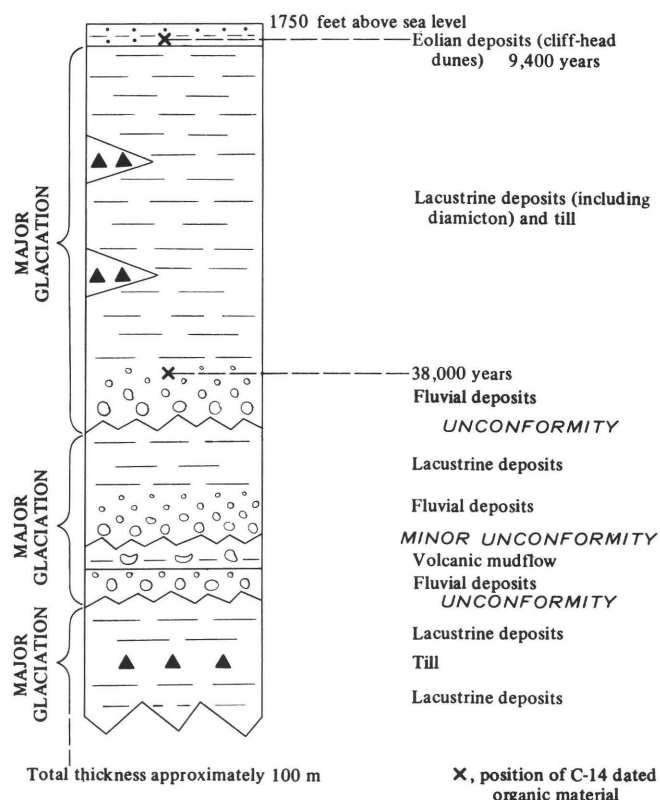 1750 feet above sea level
Eolian deposits (cliff-head
dunes) 9,400 years
MAJOR
GLACIATION
Lacustrine deposits (including
diamicton) and till
38,000 years
Fluvial deposits
UNCONFORMITY
MAJOR
GLACIATION
Lacustrine deposits
Fluvial deposits
MINOR UNCONFORMITY
Volcanic mudflow
Fluvial deposits
UNCONFORMITY
MAJOR
GLACIATION
Lacustrine deposits
Till
Lacustrine deposits
Total thickness approximately 100 m
×, position of C-14 dated
organic material